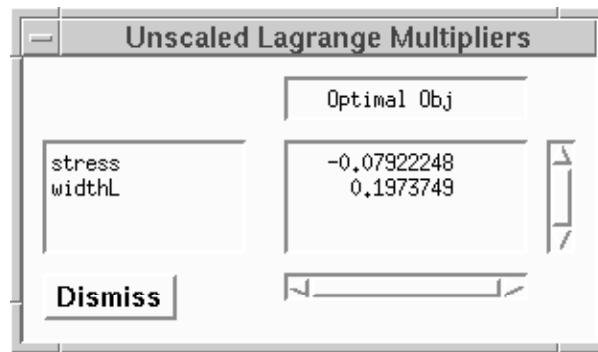 Unscaled Lagrange Multipliers
Optimal Obj
stress -0.07922248
widthL 0.1973749
Dismiss